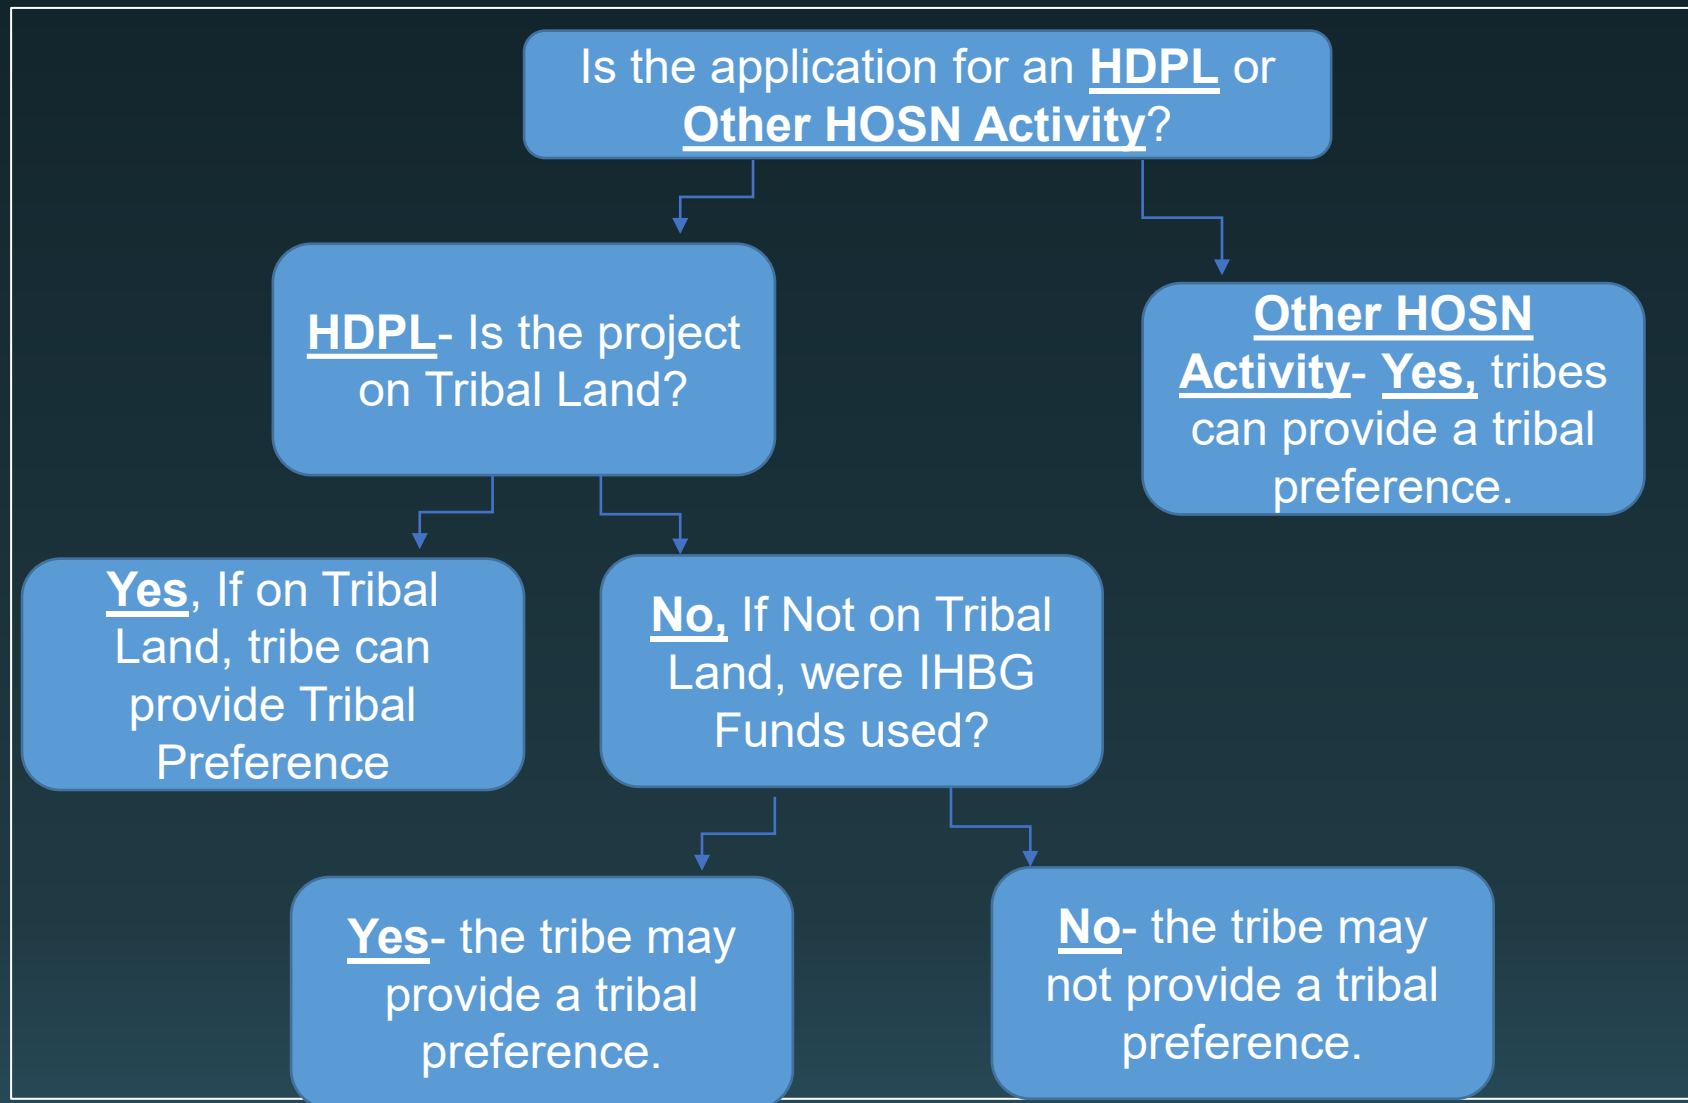 Is the application for an HDPL or
Other HOSN Activity?
HDPL- Is the project
on Tribal Land?
Other HOSN
Activity- Yes, tribes
can provide a tribal
preference.
Yes, If on Tribal
Land, tribe can
provide Tribal
Preference
No, If Not on Tribal
Land, were IHBG
Funds used?
Yes- the tribe may
provide a tribal
preference.
No- the tribe may
not provide a tribal
preference.